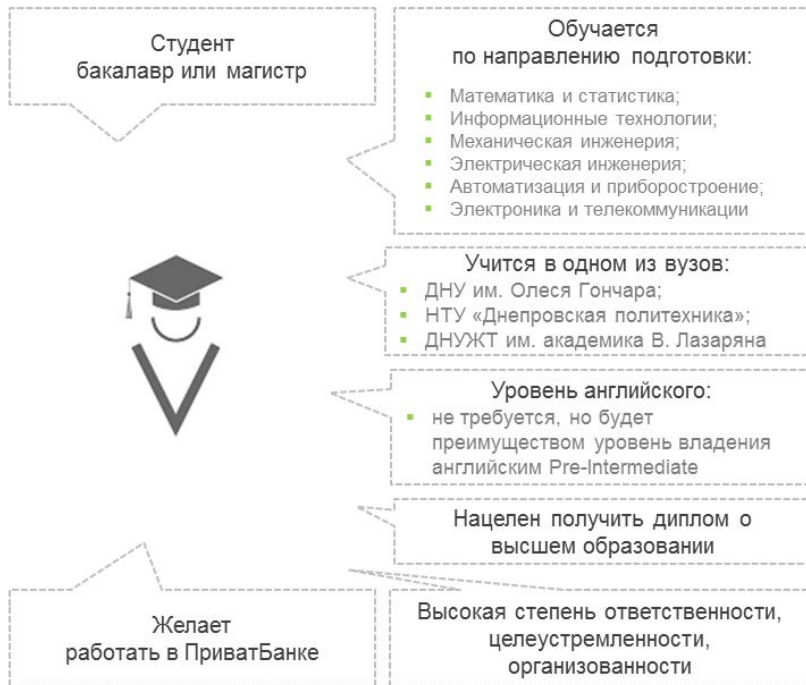 Студент
бакалавр или магистр
Обучается
по направлению подготовки:
Математика и статистика;
Информационные технологии;
Механическая инженерия;
Электрическая инженерия;
Автоматизация и приборостроение;
Электроника и телекоммуникации
Учится в одном из вузов:
ДНУ им. Олеся Гончара;
НТУ «Днепровская политехника»;
ДНУЖТ им. академика В. Лазаряна
Уровень английского:
не требуется, но будет
преимуществом уровень владения
английским Pre-Intermediate
Нацелен получить диплом о
высшем образовании
Желает
работать в ПриватБанке
Высокая степень ответственности,
целеустремленности,
организованности